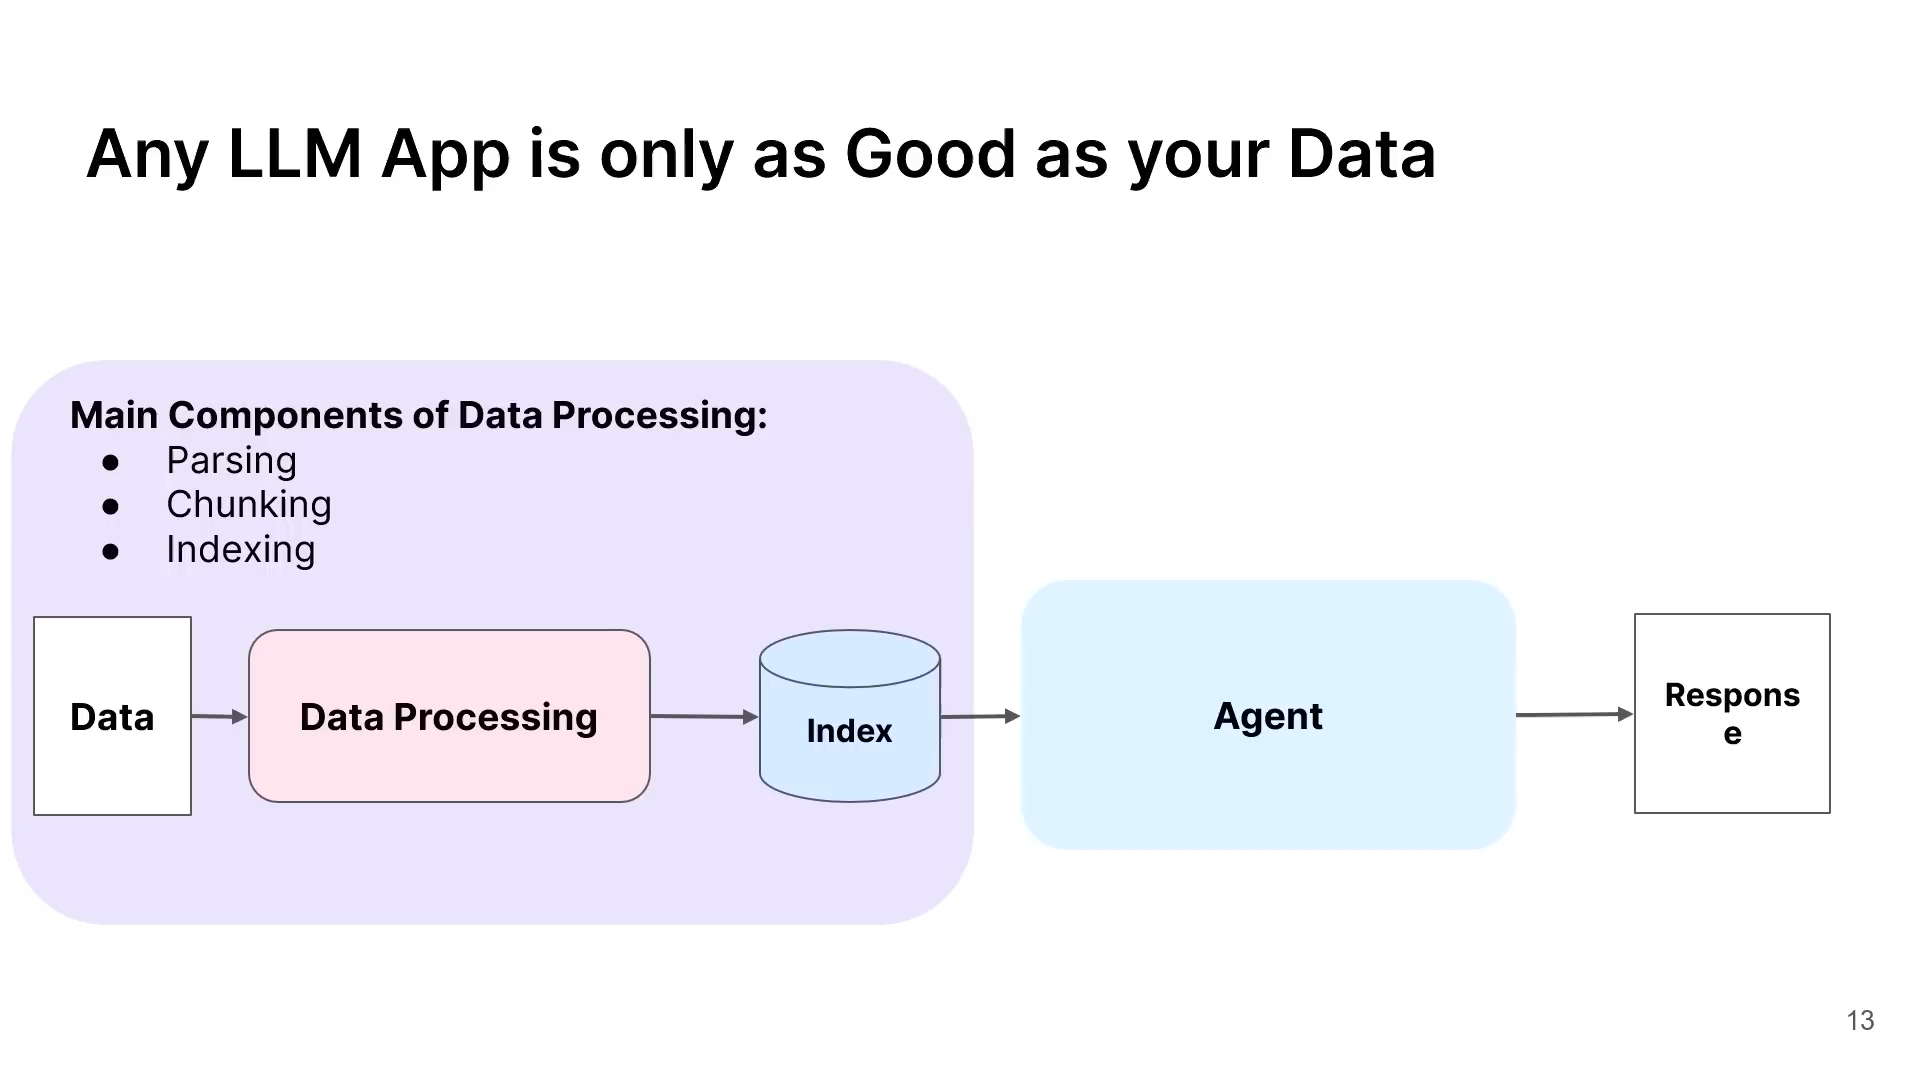 Any LLM App is only as Good as your Data
Main Components of Data Processing:
● Parsing
● Chunking
● Indexing
Data
Data Processing
Index
Agent
Respons
e
13